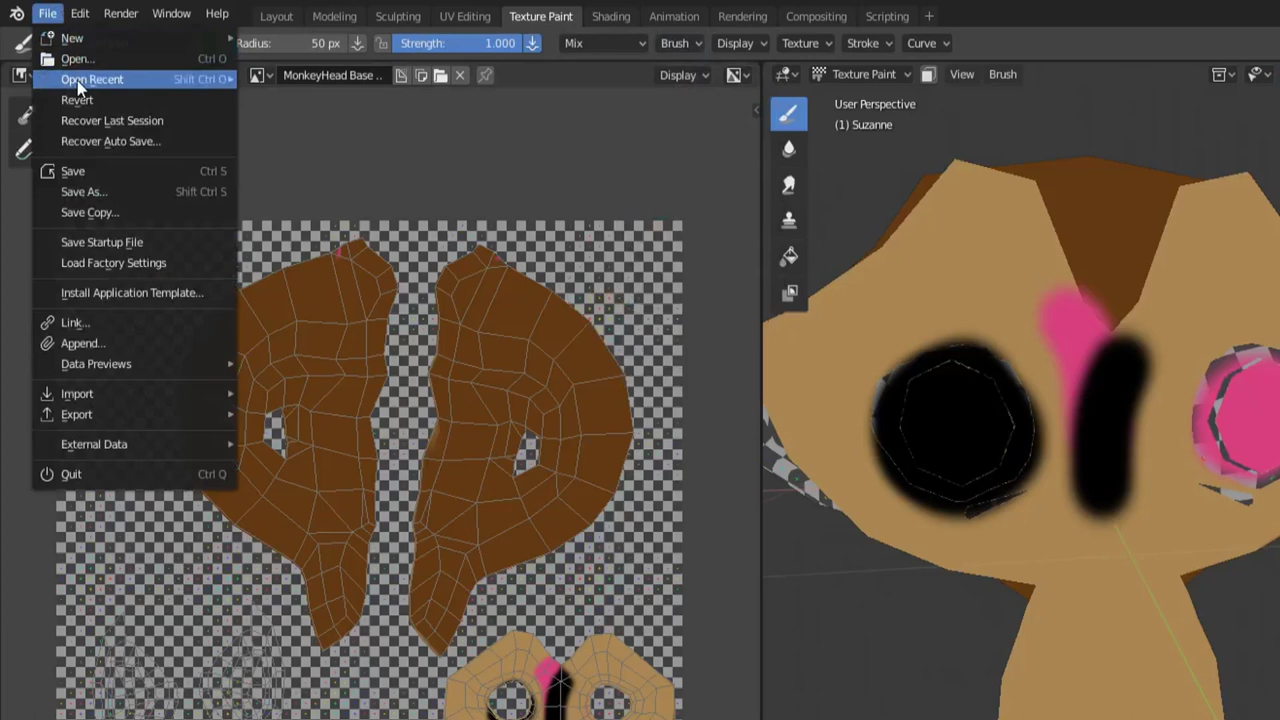 File Edit Render Window Help Layout Modeling Sculpting UV Editing Texture Paint Shading Animation Rendering Compositing Scripting +
Radius: 50 px Strength: 1.000 Mix Brush Display Texture Stroke Curve
MonkeyHead Base .. Display
Texture Paint View Brush
New
Open... Ctrl O
Open Recent Shift Ctrl O
Revert
Recover Last Session
Recover Auto Save...
Save Ctrl S
Save As... Shift Ctrl S
Save Copy...
Save Startup File
Load Factory Settings
Install Application Template...
Link...
Append...
Data Previews
Import
Export
External Data
Quit Ctrl Q
User Perspective
(1) Suzanne